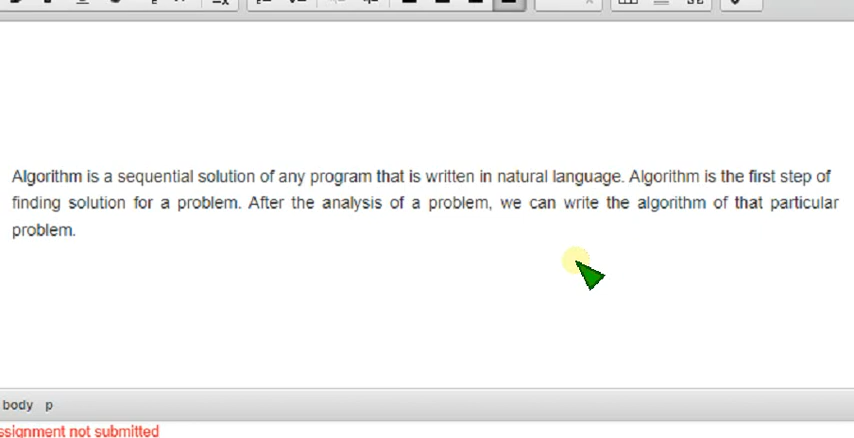 Algorithm is a sequential solution of any program that is written in natural language. Algorithm is the first step of
finding solution for a problem. After the analysis of a problem, we can write the algorithm of that particular
problem.
body p
ssignment not submitted